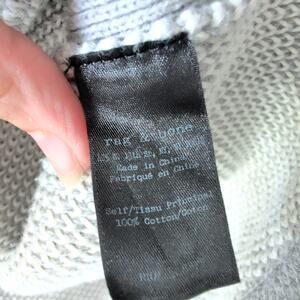 rag & bone
Made in China
Fabriqué en Chine
Self/Tissu Principal
100% Cotton/Coton